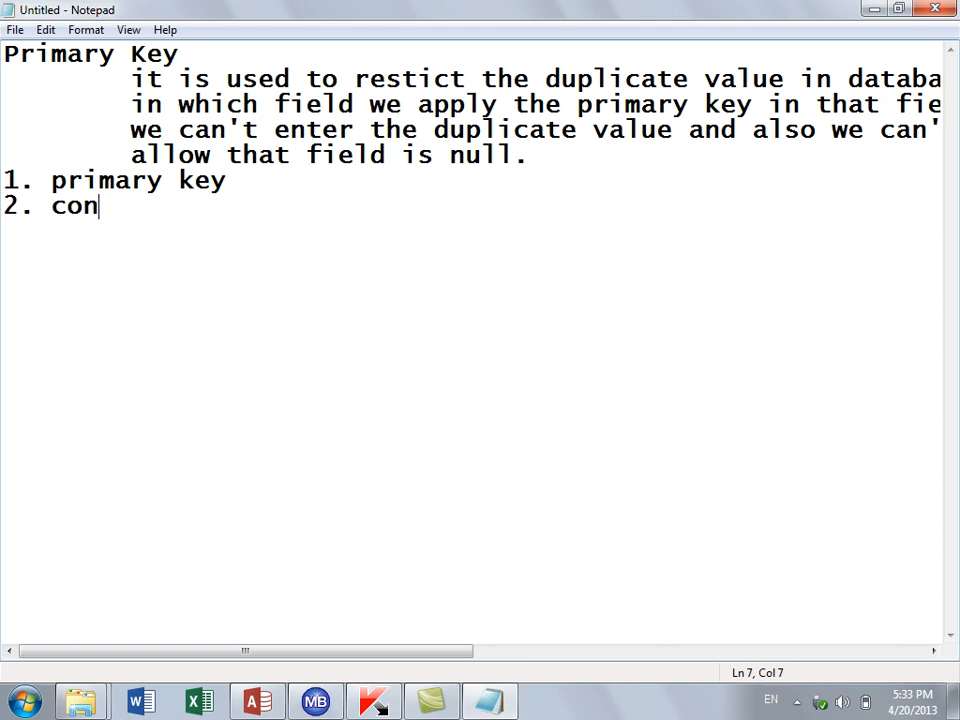 Untitled - Notepad
File Edit Format View Help
Primary Key
it is used to restict the duplicate value in databa
in which field we apply the primary key in that fie
we can't enter the duplicate value and also we can'
allow that field is null.
1. primary key
2. con
Ln 7, Col 7
EN
5:33 PM
4/20/2013
MB